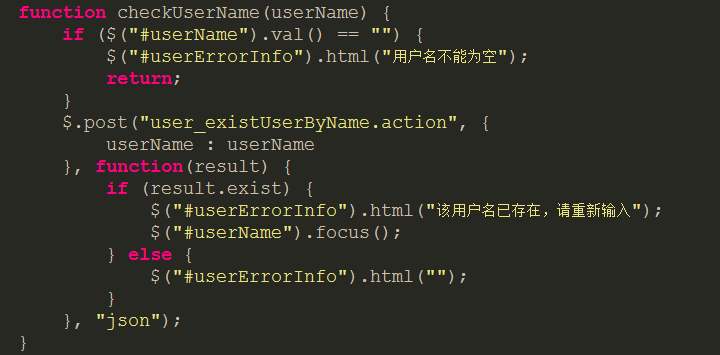 function checkUserName(userName) {
    if ($("#userName").val() == "") {
        $("#userErrorInfo").html("用户名不能为空");
        return;
    }
    $.post("user_existUserByName.action", {
        userName : userName
    }, function(result) {
        if (result.exist) {
            $("#userErrorInfo").html("该用户名已存在，请重新输入");
            $("#userName").focus();
        } else {
            $("#userErrorInfo").html("");
        }
    }, "json");
}